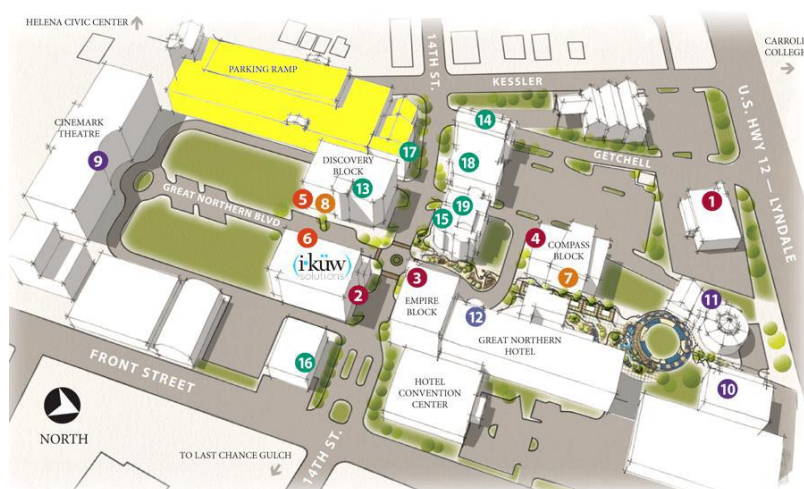 HELENA CIVIC CENTER
CARROLL
COLLEGE
14TH ST.
KESSLER
U.S. HWY 12 — LYNDALE
PARKING RAMP
CINEMARK
THEATRE
9
14
17
GETCHELL
18
DISCOVERY
BLOCK
13
GREAT NORTHERN BLVD
5
8
19
15
1
6
4
COMPASS
BLOCK
7
i·küw
solutions
2
3
EMPIRE
BLOCK
12
11
GREAT NORTHERN
HOTEL
16
FRONT STREET
HOTEL
CONVENTION
CENTER
10
NORTH
14TH ST.
TO LAST CHANCE GULCH